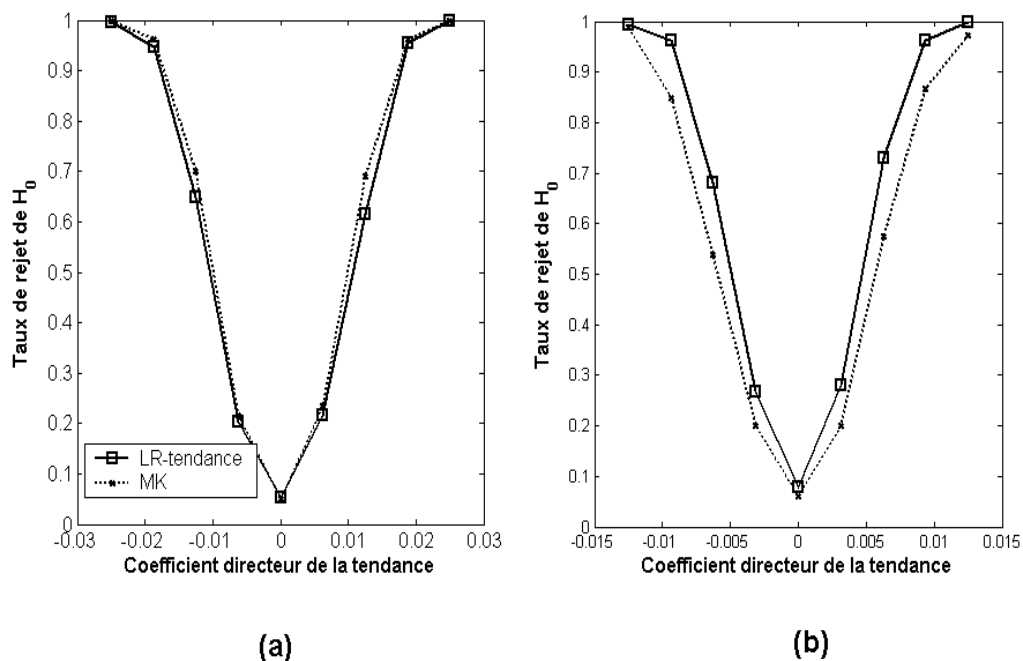 1
0.9
0.8
0.7
0.6
0.5
0.4
0.3
0.2
0.1
0
Taux de rejet de H0
LR-tendance
MK
-0.03 -0.02 -0.01 0 0.01 0.02 0.03
Coefficient directeur de la tendance
(a)
1
0.9
0.8
0.7
0.6
0.5
0.4
0.3
0.2
0.1
0
Taux de rejet de H0
-0.015 -0.01 -0.005 0 0.005 0.01 0.015
Coefficient directeur de la tendance
(b)